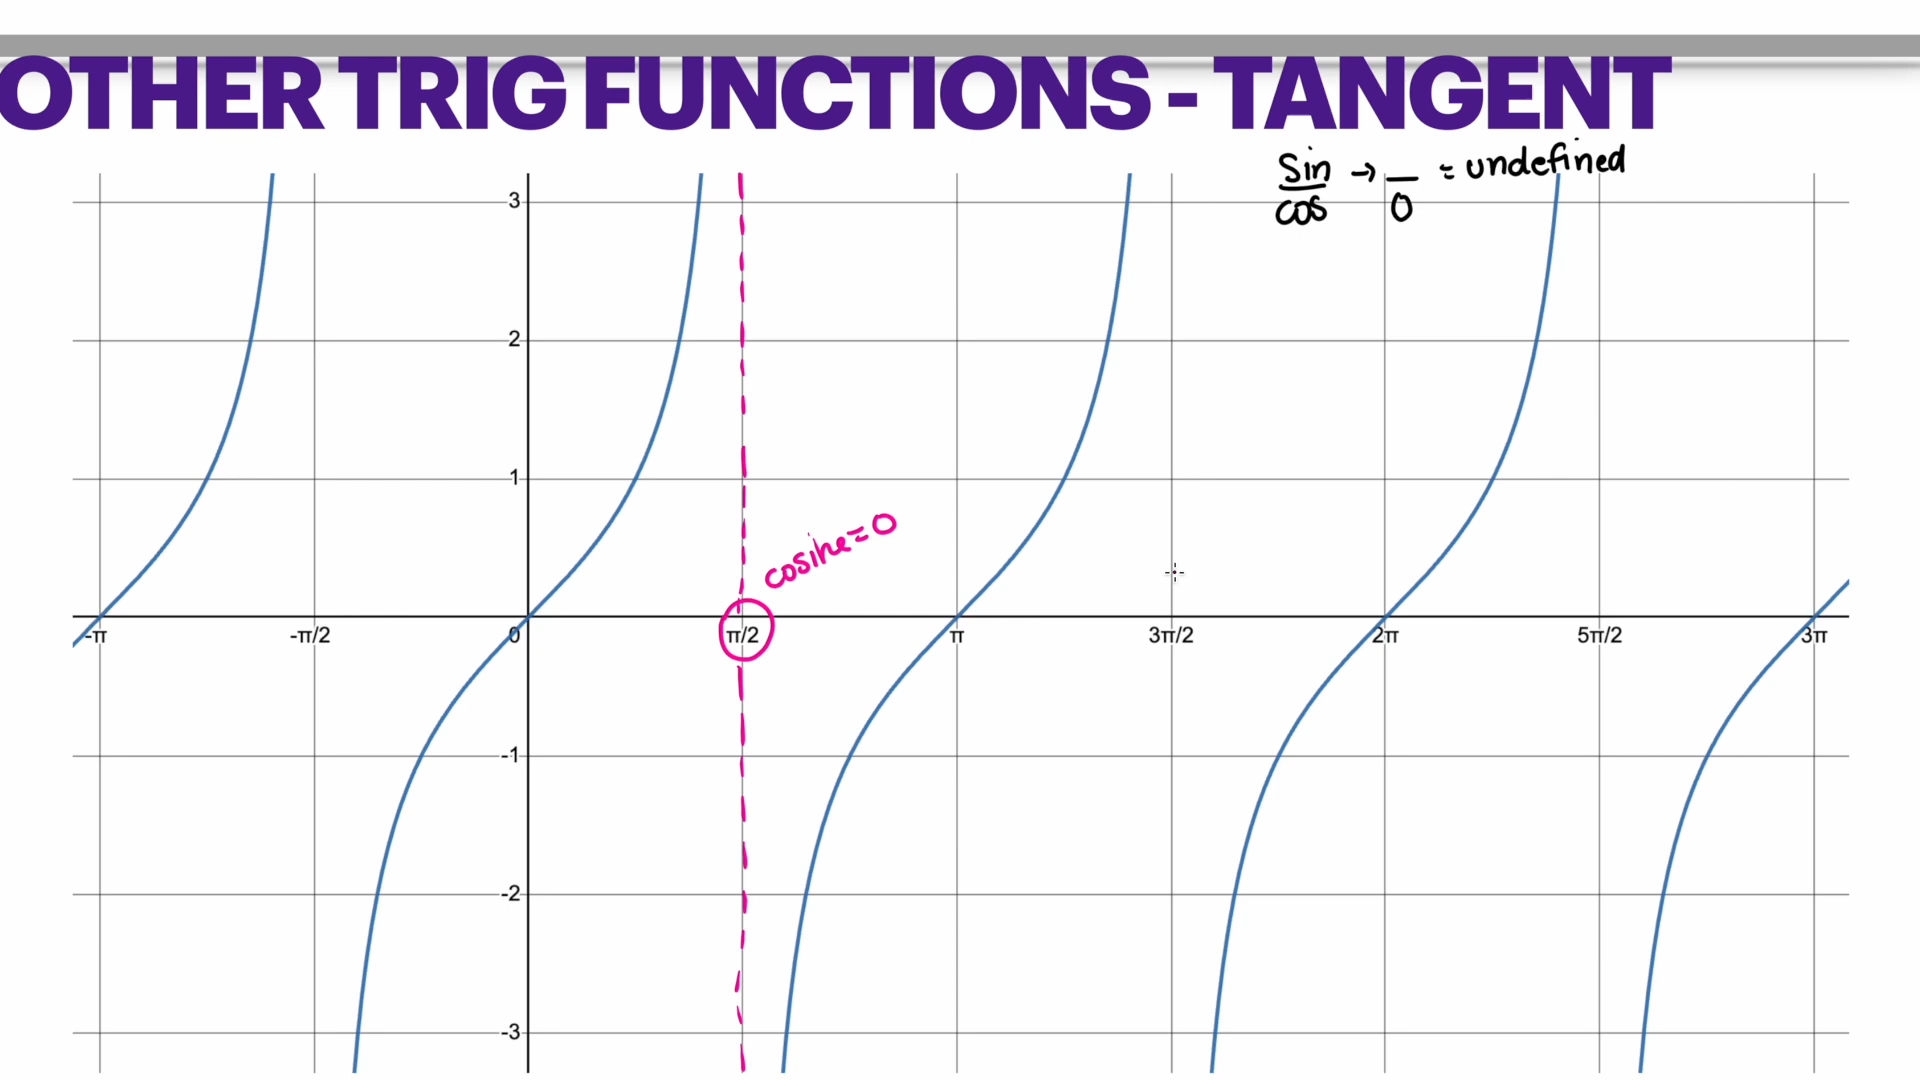 OTHER TRIG FUNCTIONS - TANGENT
sin/cos → —/0 = undefined
3
2
1
cosine = 0
-π -π/2 0 π/2 π 3π/2 2π 5π/2 3π
-1
-2
-3